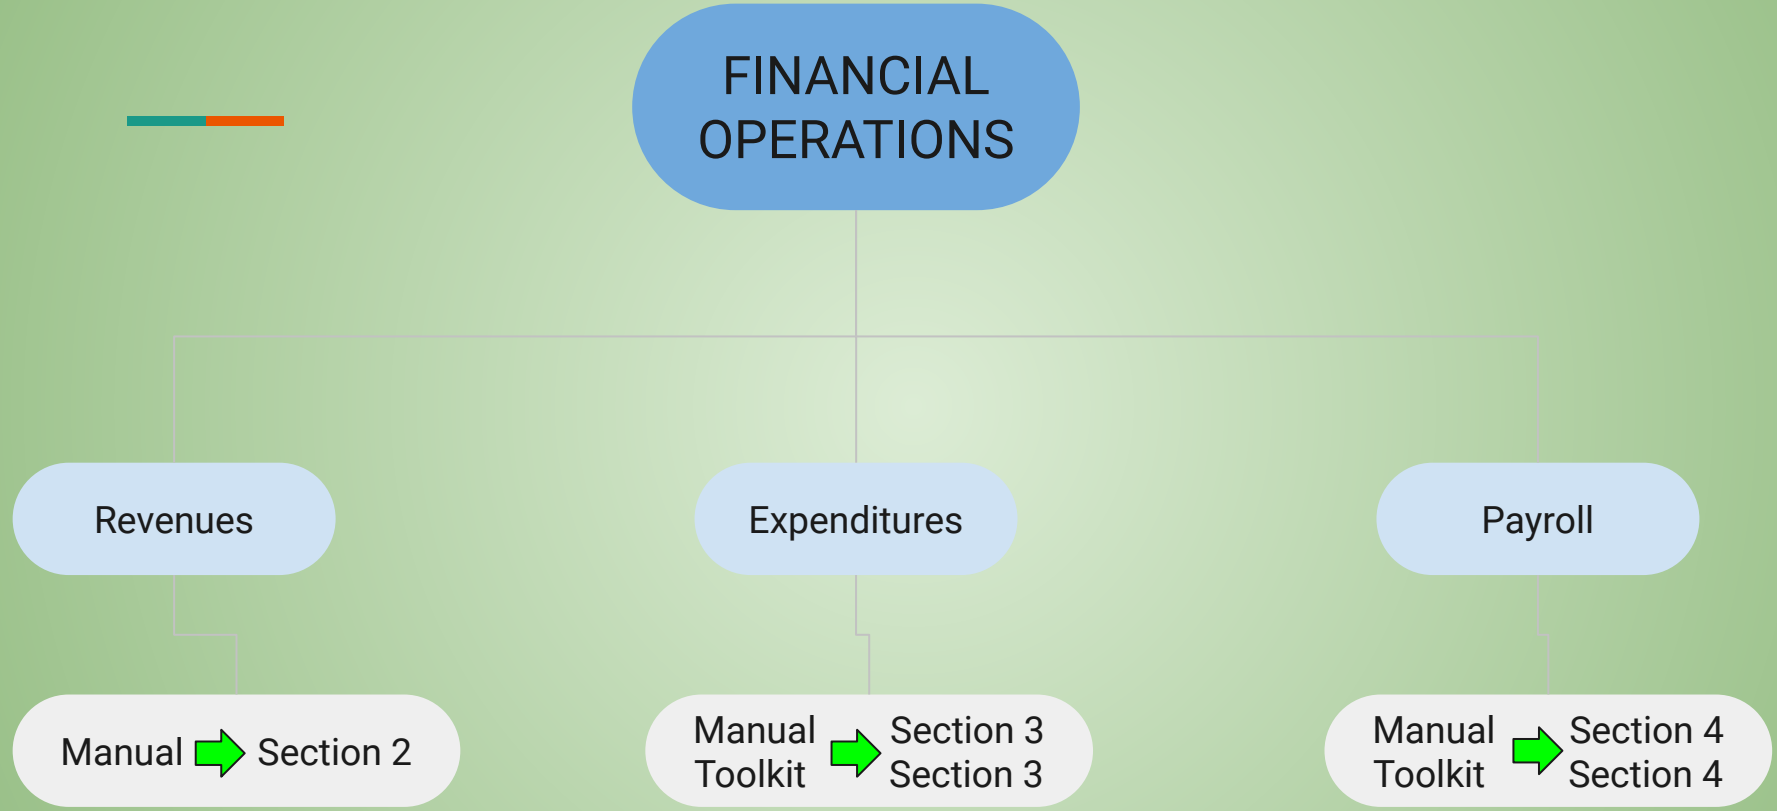 FINANCIAL
OPERATIONS
Revenues
Expenditures
Payroll
Manual Section 2
Manual Section 3
Toolkit Section 3
Manual Section 4
Toolkit Section 4